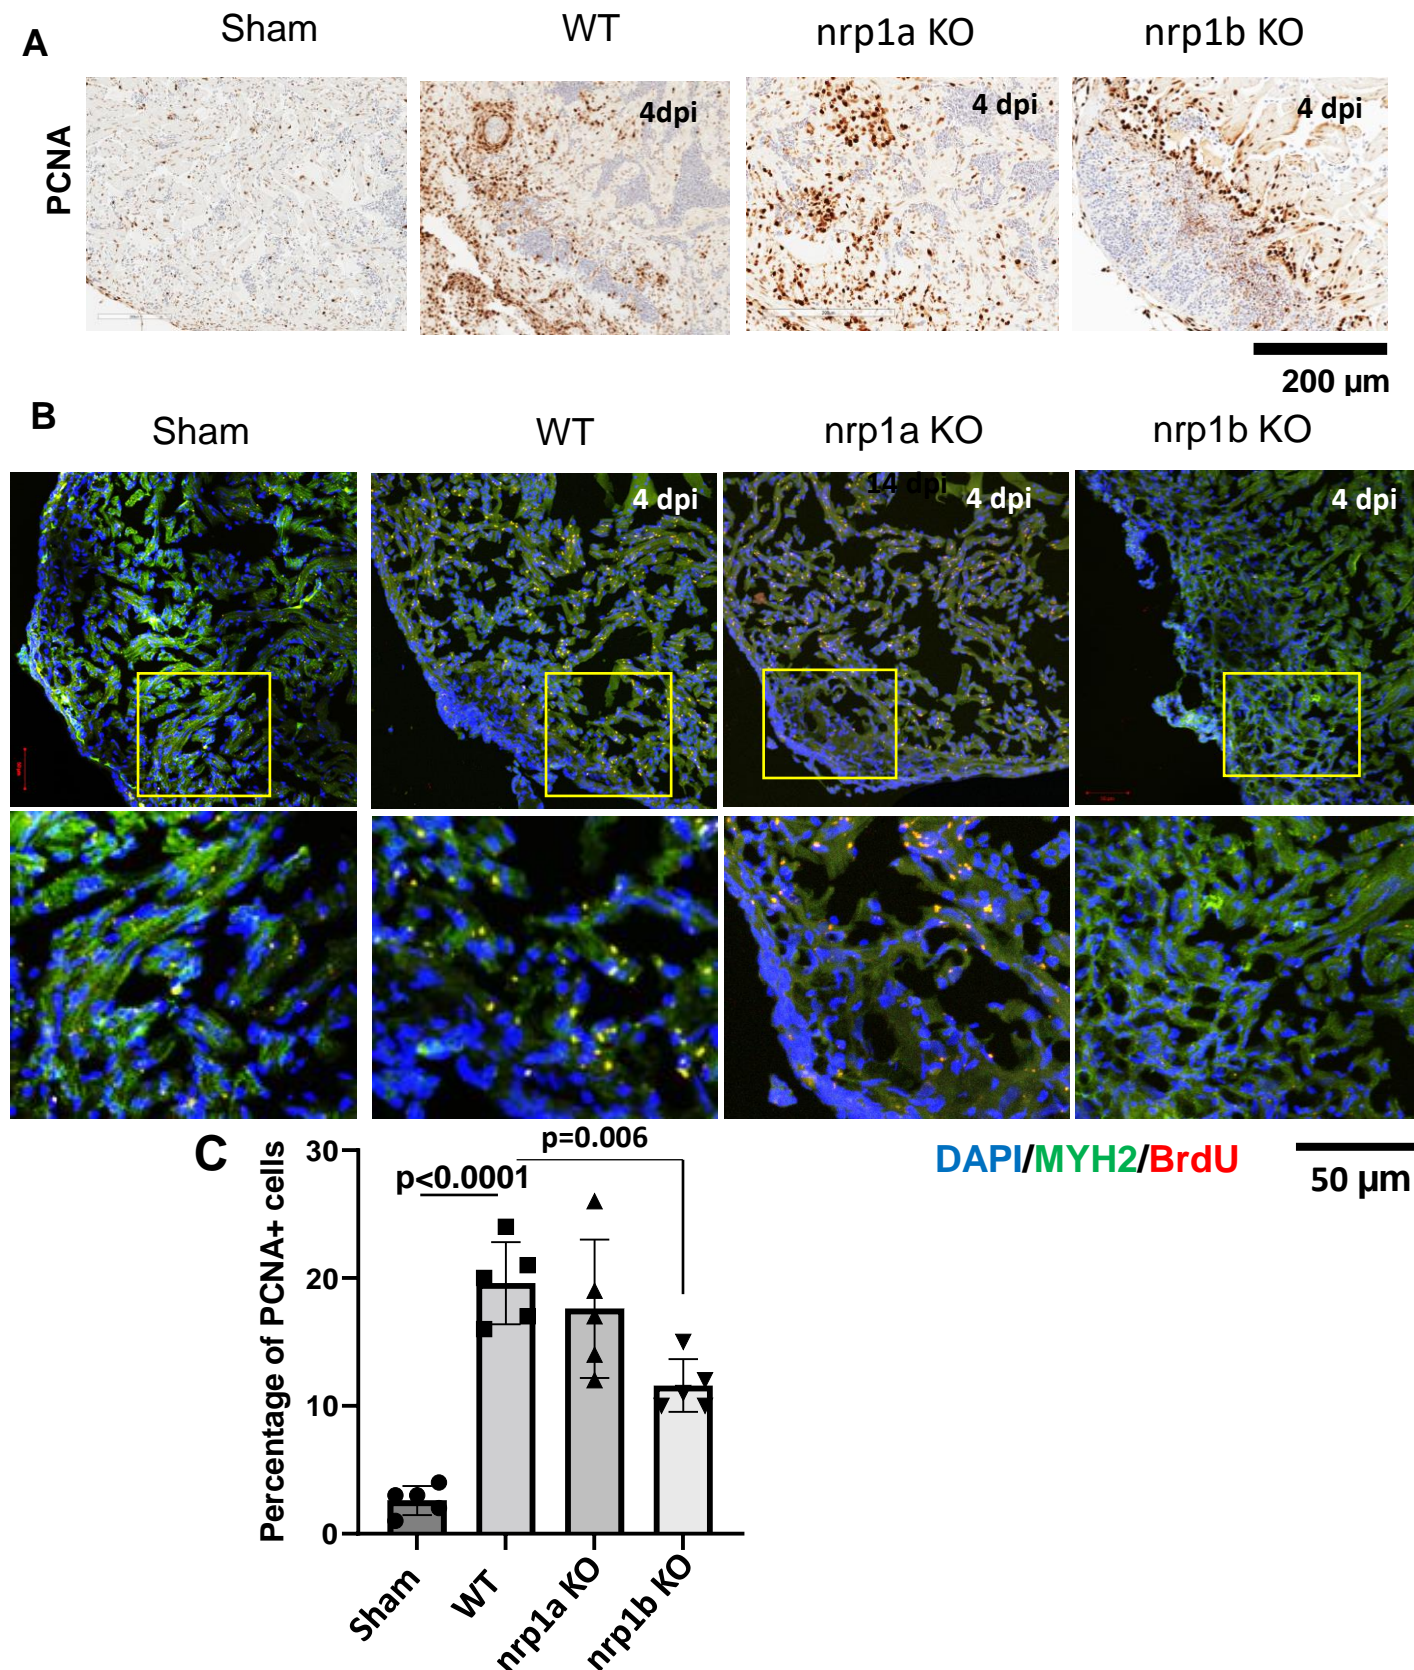 A
Sham
WT
nrp1a KO
nrp1b KO
PCNA
4dpi
4 dpi
4 dpi
200 µm
B
Sham
WT
nrp1a KO
nrp1b KO
4 dpi
14 dpi
4 dpi
4 dpi
DAPI/MYH2/BrdU
50 µm
C
p=0.006
p<0.0001
Percentage of PCNA+ cells
30
20
10
0
Sham
WT
nrp1a KO
nrp1b KO